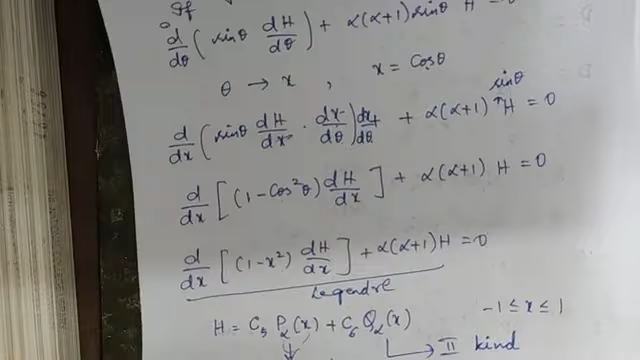 If
d/dθ ( sinθ dH/dθ ) + α(α+1) sinθ H = 0
θ → x , x = Cosθ
d/dx ( sinθ dH/dx · dx/dθ ) dx/dθ + α(α+1) sinθ H = 0
d/dx [ (1-Cos²θ) dH/dx ] + α(α+1) H = 0
d/dx [ (1-x²) dH/dx ] + α(α+1) H = 0
Legendre
H = C₅ Pα(x) + C₆ Qα(x) -1 ≤ x ≤ 1
↓ → II kind